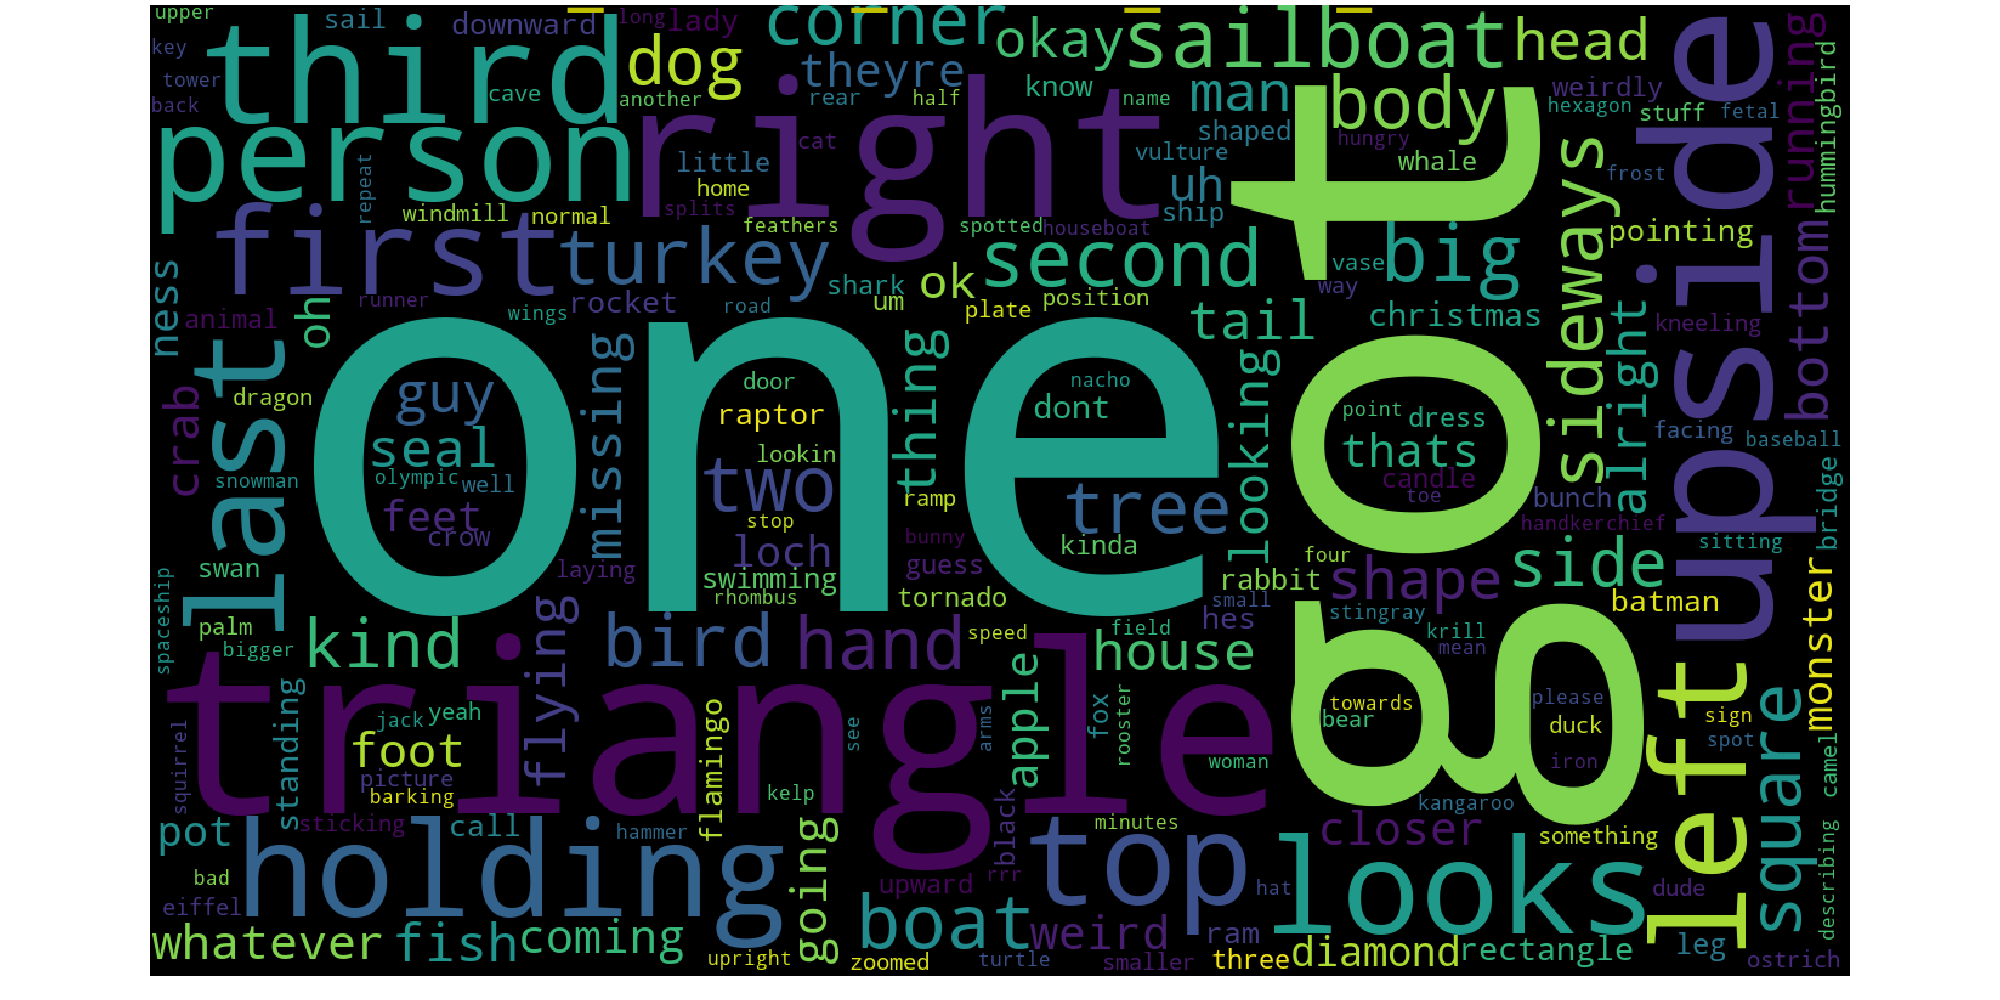 upper
sail
downward
long
lady
corner
okay
sailboat
head
key
third
dog
theyre
tower
back
cave
another
rear
half
know
name
man
body
weirdly
hexagon
stuff
fetal
upside
running
hummingbird
person
right
cat
shaped
hungry
little
vulture
whale
frost
sideways
repeat
home
splits
uh
ship
windmill
normal
feathers
spotted
houseboat
pointing
first
turkey
second
vase
big
way
ness
shark
ok
um
plate
position
bottom
animal
oh
runner
wings
rocket
road
tail
christmas
alright
kneeling
last
one
got
missing
thing
looking
crab
dragon
guy
door
nacho
raptor
dont
point
dress
facing
baseball
seal
lookin
thats
snowman
olympic
well
two
tree
candle
toe
feet
crow
stop
ramp
bunch
handkerchief
bridge
loch
bunny
kinda
four
sitting
laying
guess
swan
swimming
rhombus
tornado
rabbit
shape
side
spaceship
small
stingray
batman
monster
palm
bigger
kind
flying
bird
hand
speed
field
hes
krill
mean
house
triangle
apple
left
square
standing
fox
rooster
towards
please
jack
yeah
see
arms
bear
duck
sign
foot
flamingo
woman
iron
spot
camel
squirrel
picture
barking
kelp
kangaroo
pot
sticking
call
hammer
going
black
minutes
top
closer
something
holding
looks
bad
upward
rrr
hat
dude
describing
eiffel
boat
weird
ram
whatever
fish
coming
upright
zoomed
turtle
smaller
three
diamond
rectangle
leg
ostrich